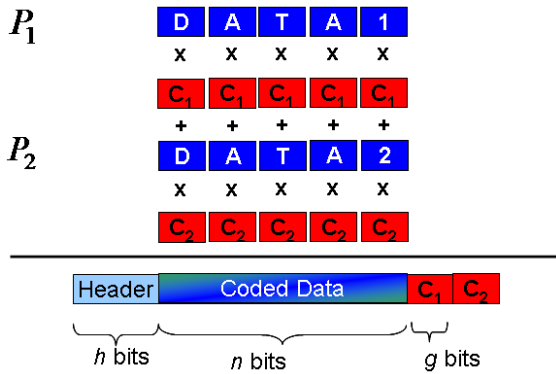 P₁ D A T A 1
x x x x x
C₁ C₁ C₁ C₁ C₁
+ + + + +
P₂ D A T A 2
x x x x x
C₂ C₂ C₂ C₂ C₂
Header Coded Data C₁ C₂
h bits n bits g bits